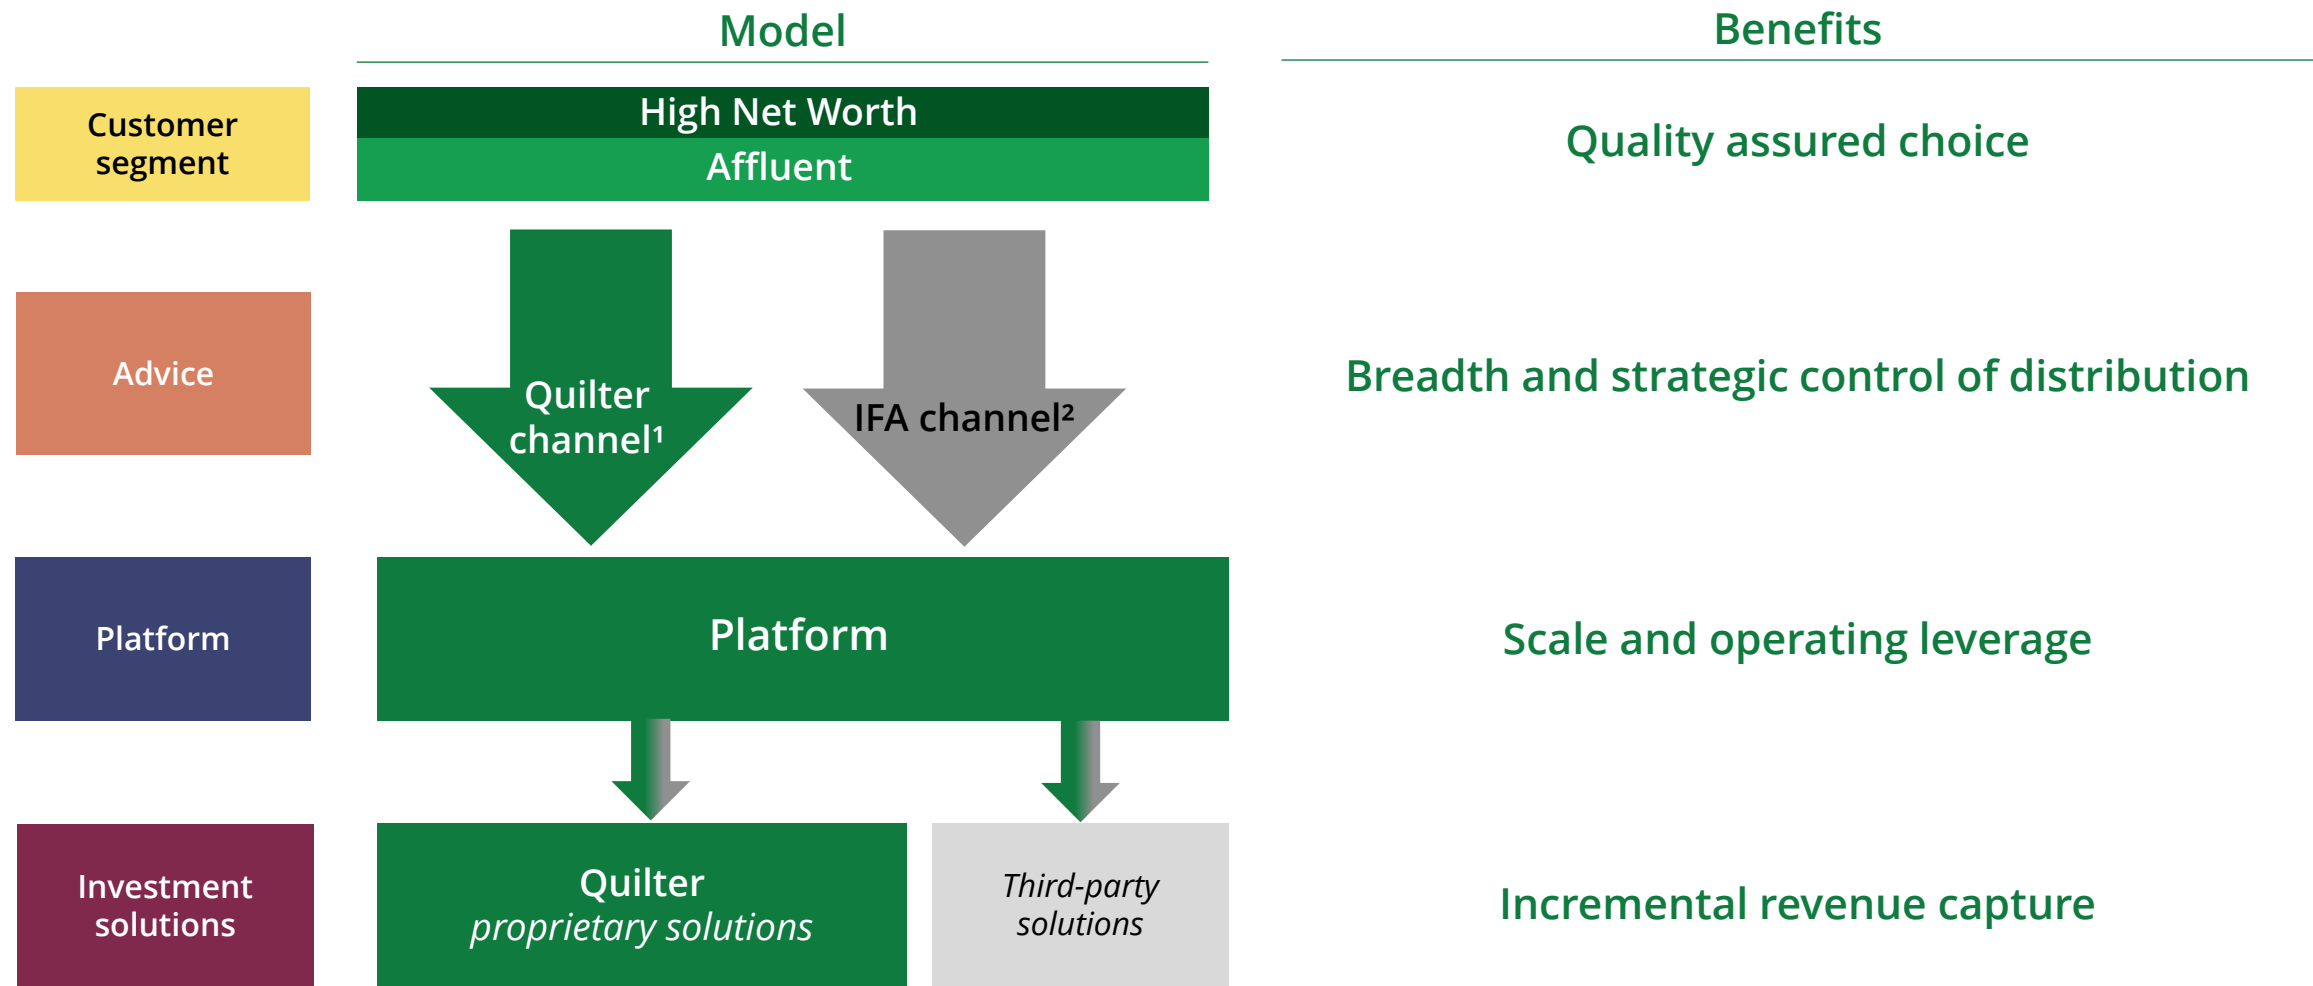 Model
Benefits
Customer
segment
High Net Worth
Affluent
Quality assured choice
Advice
Quilter
channel¹
IFA channel²
Breadth and strategic control of distribution
Platform
Platform
Scale and operating leverage
Investment
solutions
Quilter
proprietary solutions
Third-party
solutions
Incremental revenue capture